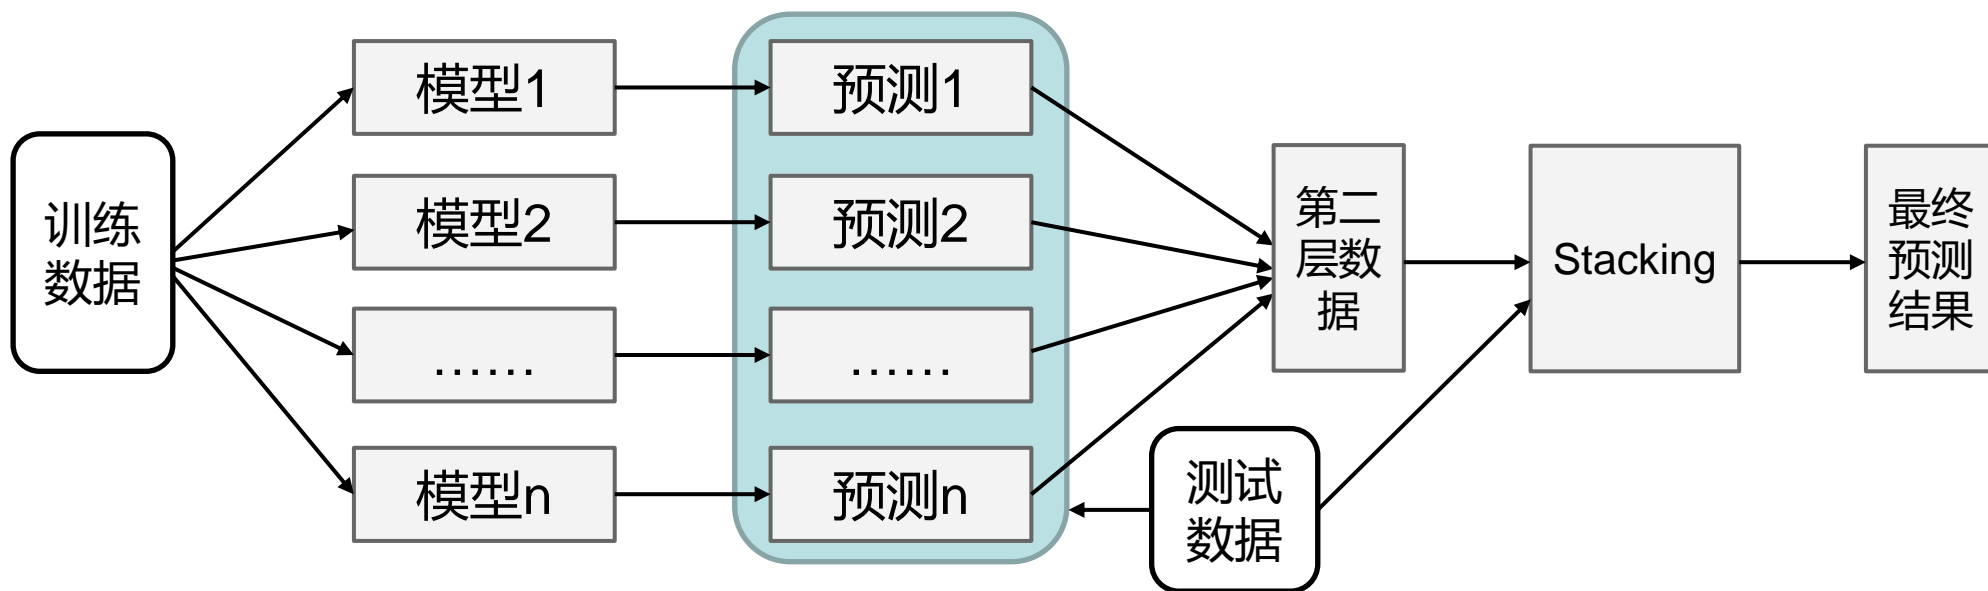 训练
数据
模型1
模型2
……
模型n
预测1
预测2
……
预测n
第二
层数
据
测试
数据
Stacking
最终
预测
结果